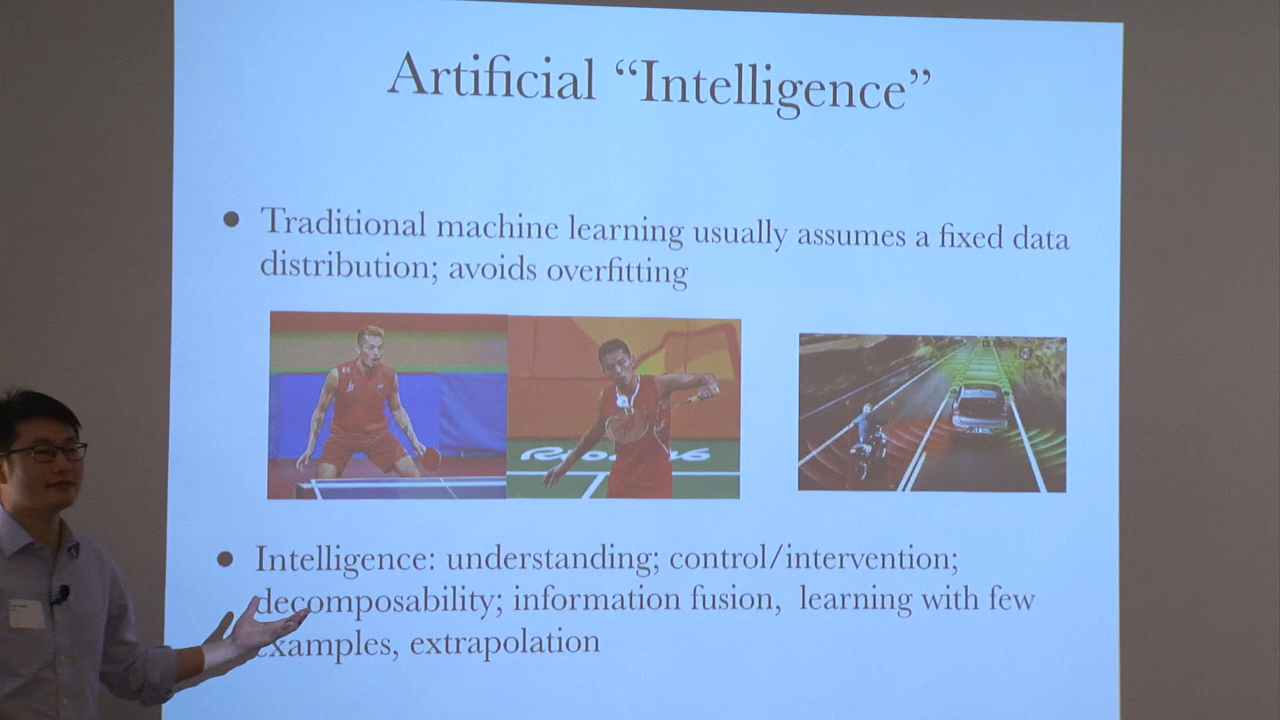 Artificial “Intelligence”
Traditional machine learning usually assumes a fixed data
distribution; avoids overfitting
Intelligence: understanding; control/intervention;
decomposability; information fusion, learning with few
examples, extrapolation